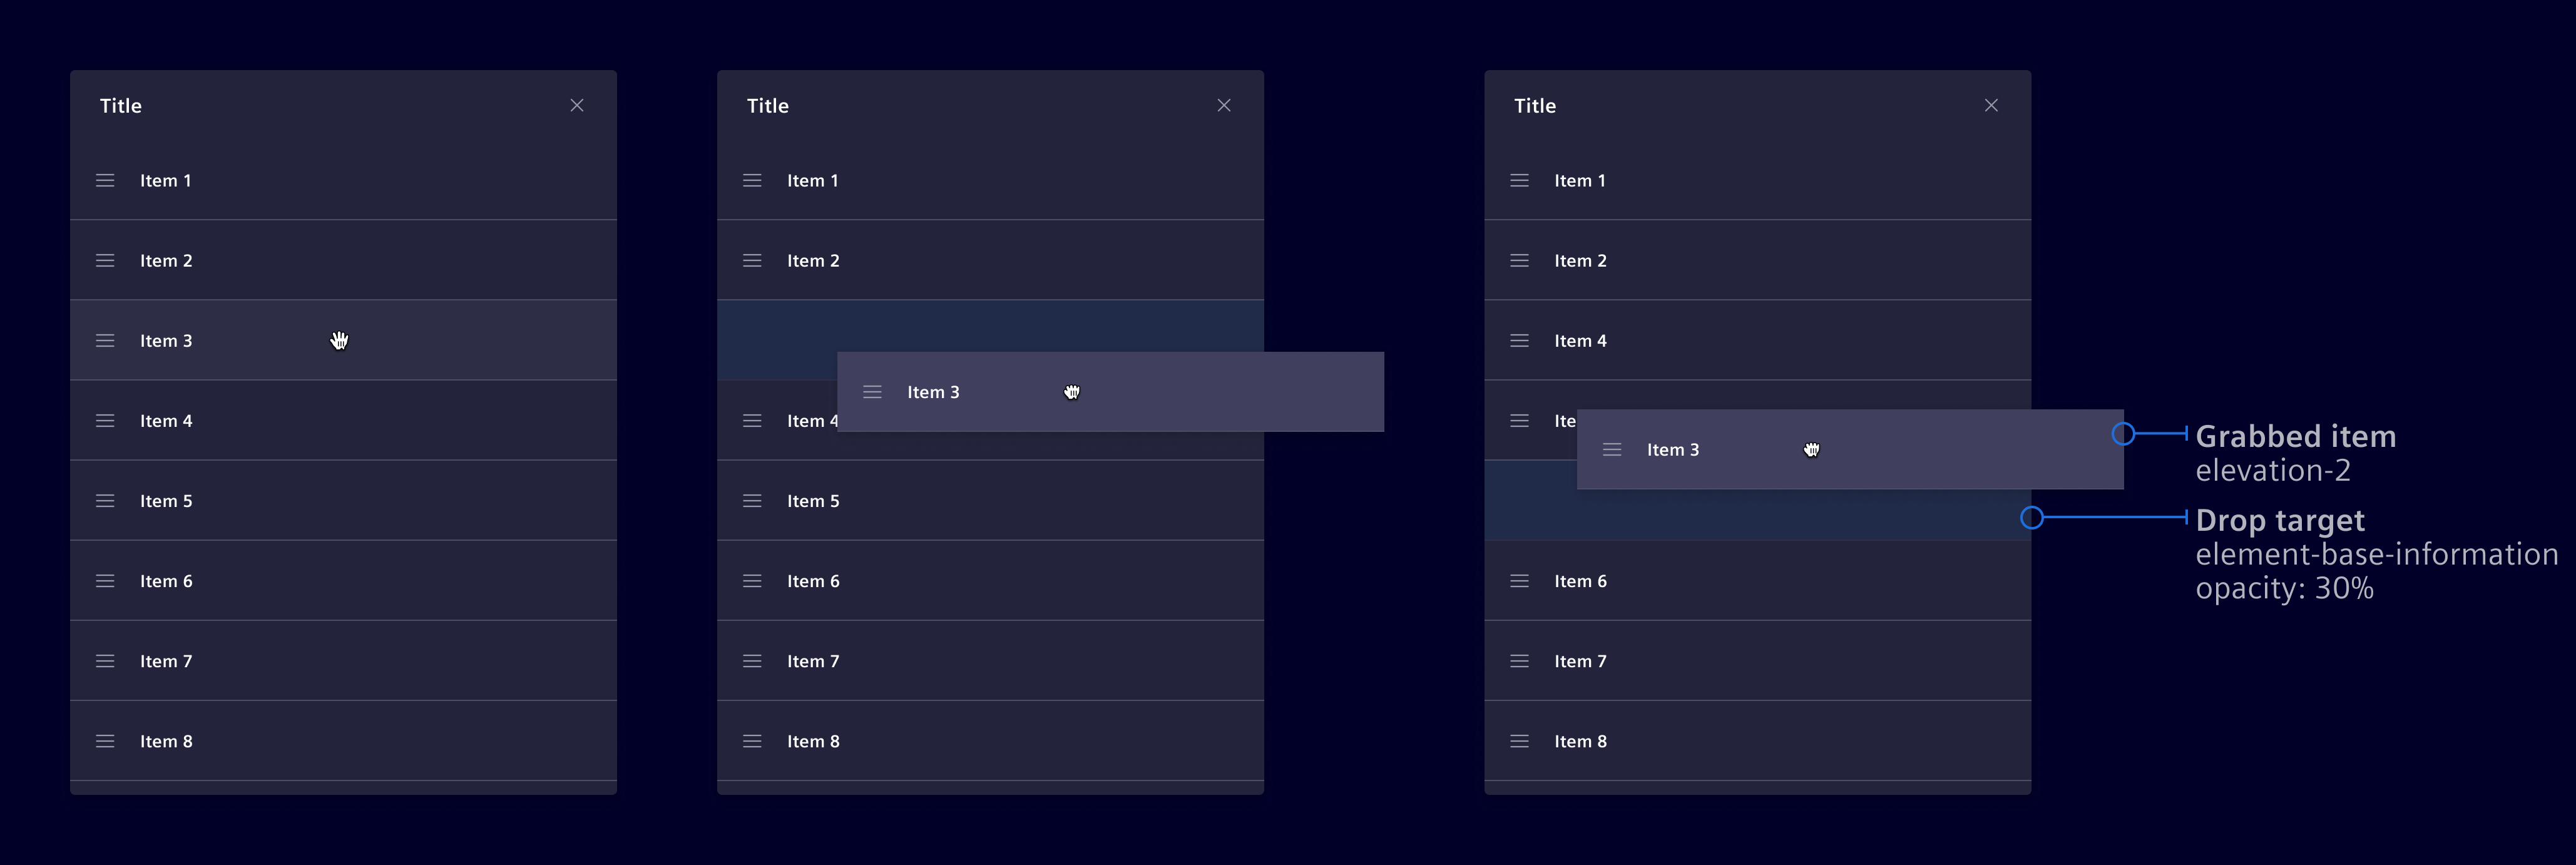 Title
Item 1
Item 2
Item 3
Item 4
Item 5
Item 6
Item 7
Item 8
Title
Item 1
Item 2
Item 3
Item 4
Item 5
Item 6
Item 7
Item 8
Title
Item 1
Item 2
Item 4
Ite
Item 3
Item 6
Item 7
Item 8
Grabbed item
elevation-2
Drop target
element-base-information
opacity: 30%